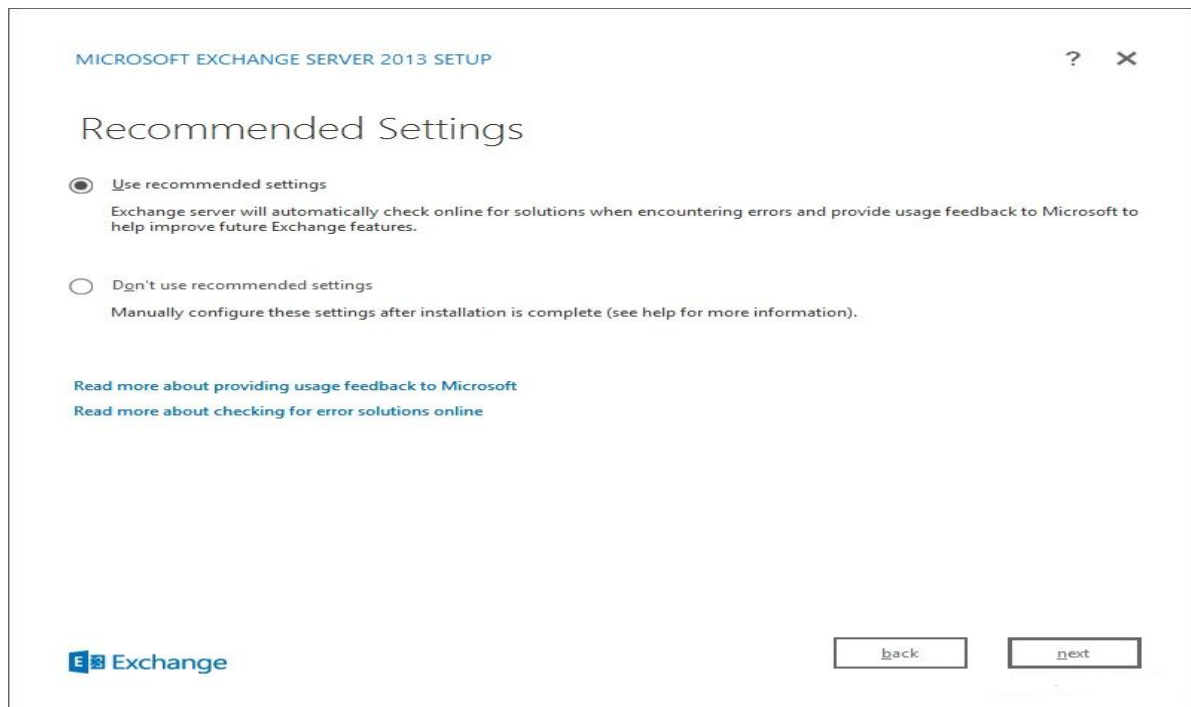 MICROSOFT EXCHANGE SERVER 2013 SETUP
? ×
Recommended Settings
Use recommended settings
Exchange server will automatically check online for solutions when encountering errors and provide usage feedback to Microsoft to
help improve future Exchange features.
Don't use recommended settings
Manually configure these settings after installation is complete (see help for more information).
Read more about providing usage feedback to Microsoft
Read more about checking for error solutions online
E Exchange
back
next